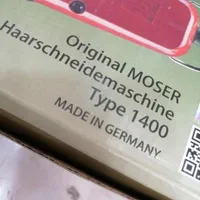 Original MOSER
Haarschneidemaschine
Type 1400
MADE IN GERMANY